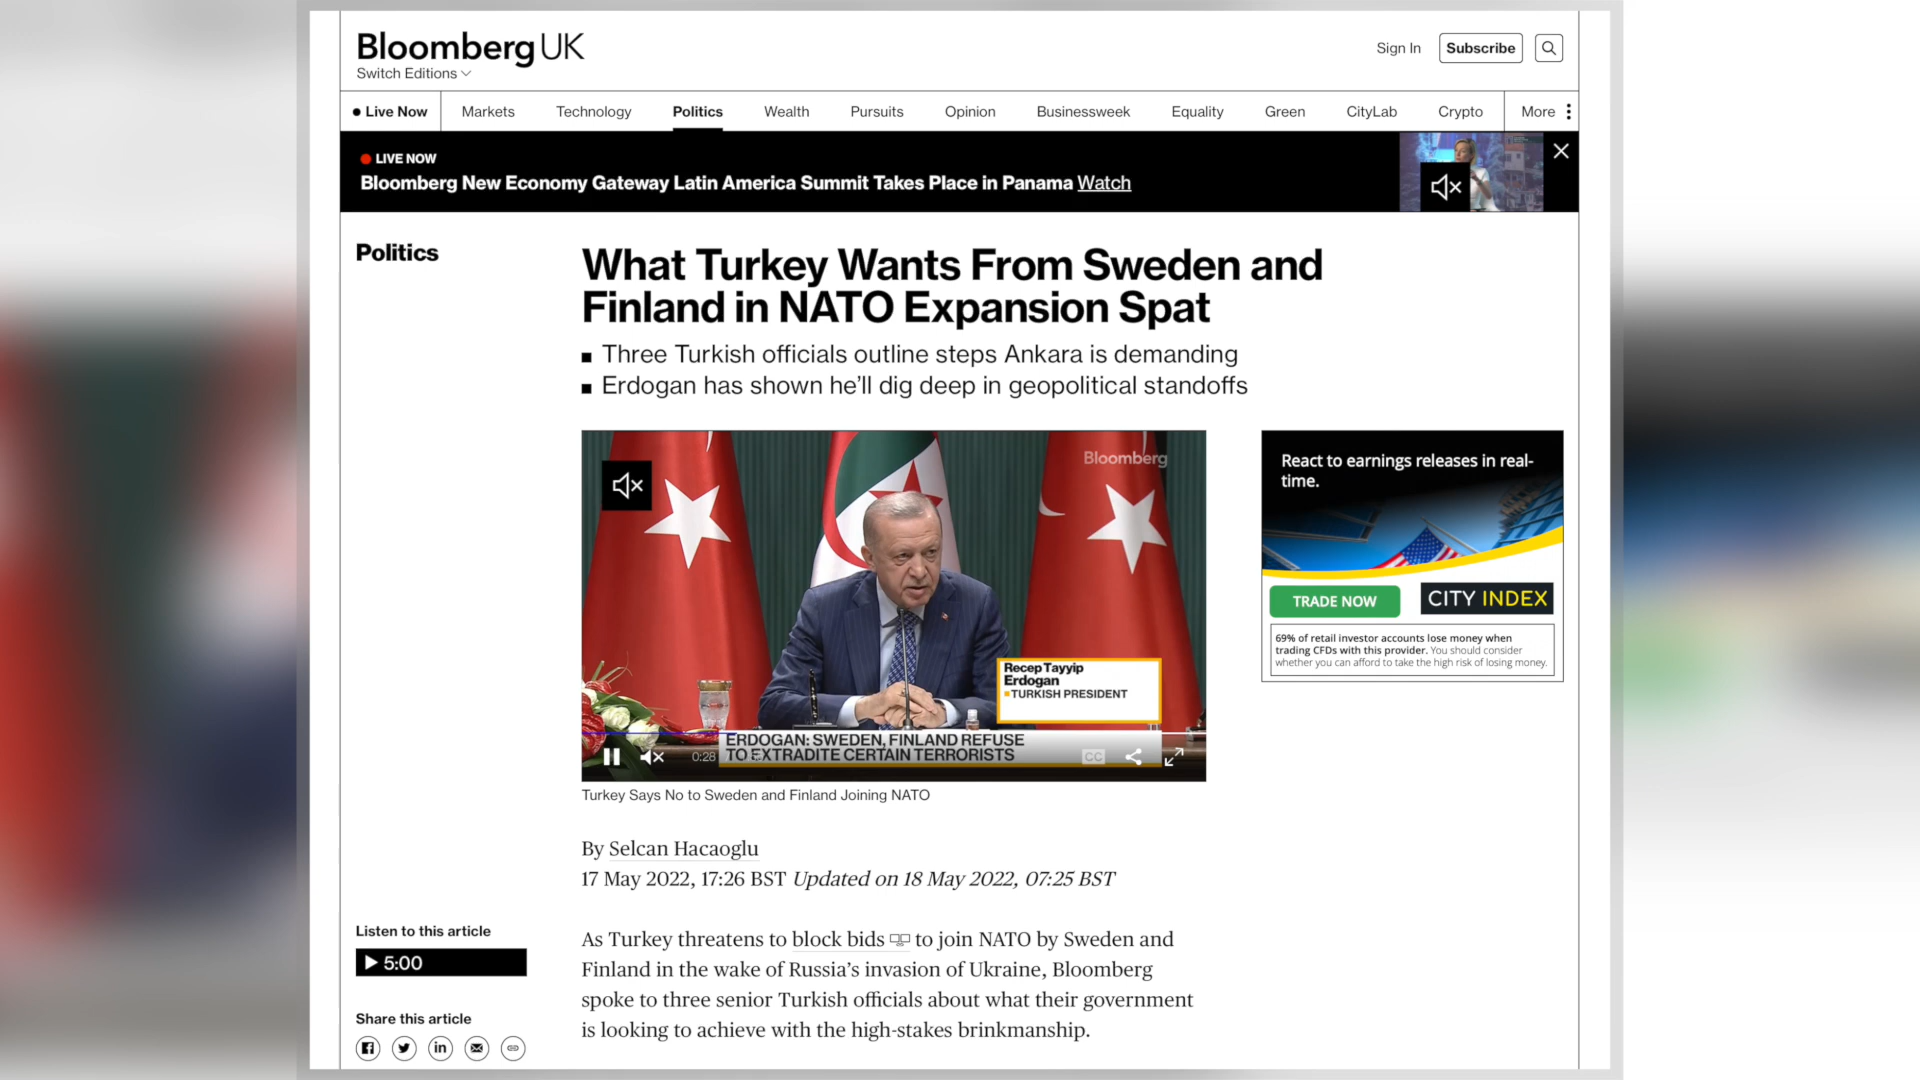 Bloomberg UK
Switch Editions
Sign In
Subscribe
Live Now
Markets
Technology
Politics
Wealth
Pursuits
Opinion
Businessweek
Equality
Green
CityLab
Crypto
More
LIVE NOW
Bloomberg New Economy Gateway Latin America Summit Takes Place in Panama Watch
Politics
What Turkey Wants From Sweden and
Finland in NATO Expansion Spat
Three Turkish officials outline steps Ankara is demanding
Erdogan has shown he’ll dig deep in geopolitical standoffs
Bloomberg
Recep Tayyip
Erdogan
TURKISH PRESIDENT
ERDOGAN: SWEDEN, FINLAND REFUSE
TO EXTRADITE CERTAIN TERRORISTS
0:28
CC
Turkey Says No to Sweden and Finland Joining NATO
React to earnings releases in real-
time.
TRADE NOW
CITY INDEX
69% of retail investor accounts lose money when
trading CFDs with this provider. You should consider
whether you can afford to take the high risk of losing money.
By Selcan Hacaoglu
17 May 2022, 17:26 BST Updated on 18 May 2022, 07:25 BST
Listen to this article
5:00
Share this article
As Turkey threatens to block bids to join NATO by Sweden and
Finland in the wake of Russia’s invasion of Ukraine, Bloomberg
spoke to three senior Turkish officials about what their government
is looking to achieve with the high-stakes brinkmanship.